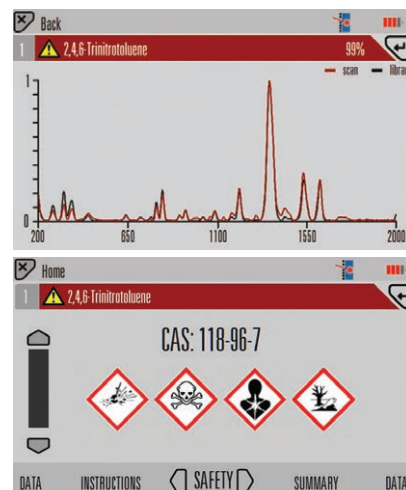 Back
1 2,4,6-Trinitrotoluene 99%
scan librar
1
0
200 650 1100 1550 2000
Home
1 2,4,6-Trinitrotoluene
CAS: 118-96-7
DATA INSTRUCTIONS SAFETY SUMMARY DATA